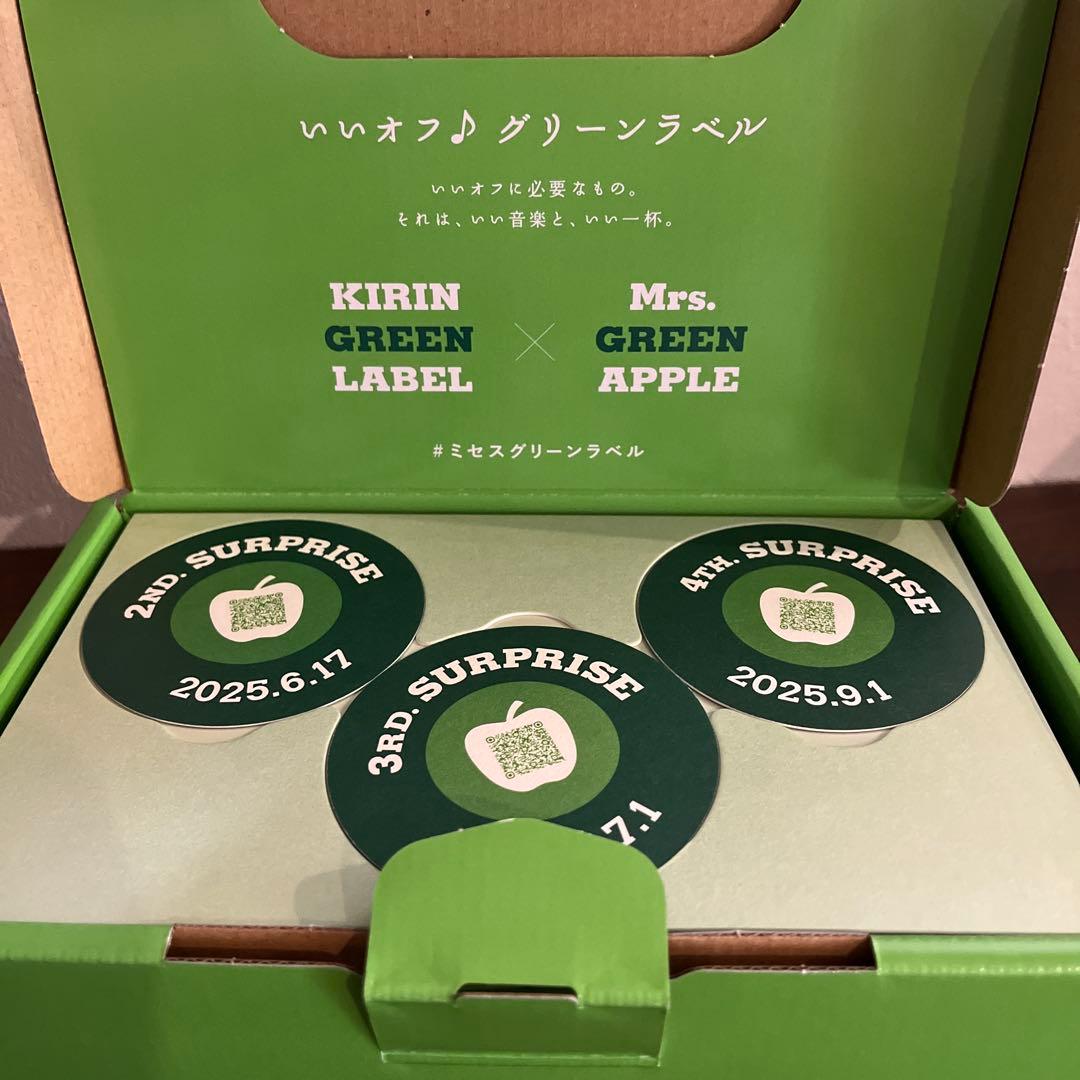 いいオフ♪ グリーンラベル
いいオフに必要なもの。
それは、いい音楽と、いい一杯。
KIRIN
GREEN
LABEL
×
Mrs.
GREEN
APPLE
#ミセスグリーンラベル
2ND. SURPRISE
2025.6.17
3RD. SURPRISE
7.1
4TH. SURPRISE
2025.9.1